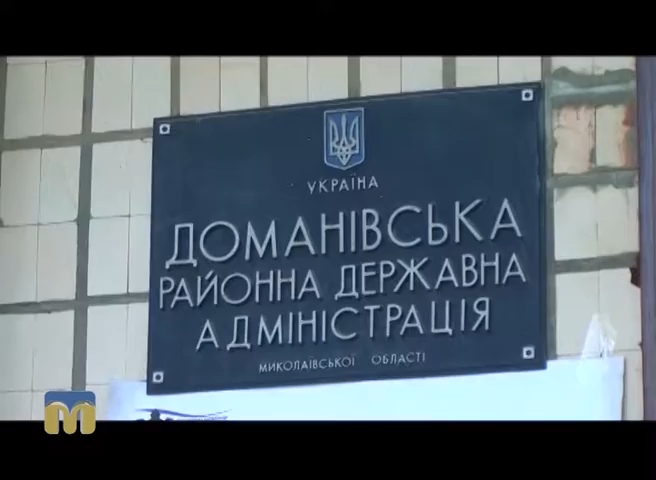 УКРАЇНА
ДОМАНІВСЬКА
РАЙОННА ДЕРЖАВНА
АДМІНІСТРАЦІЯ
МИКОЛАЇВСЬКОЇ ОБЛАСТІ
М